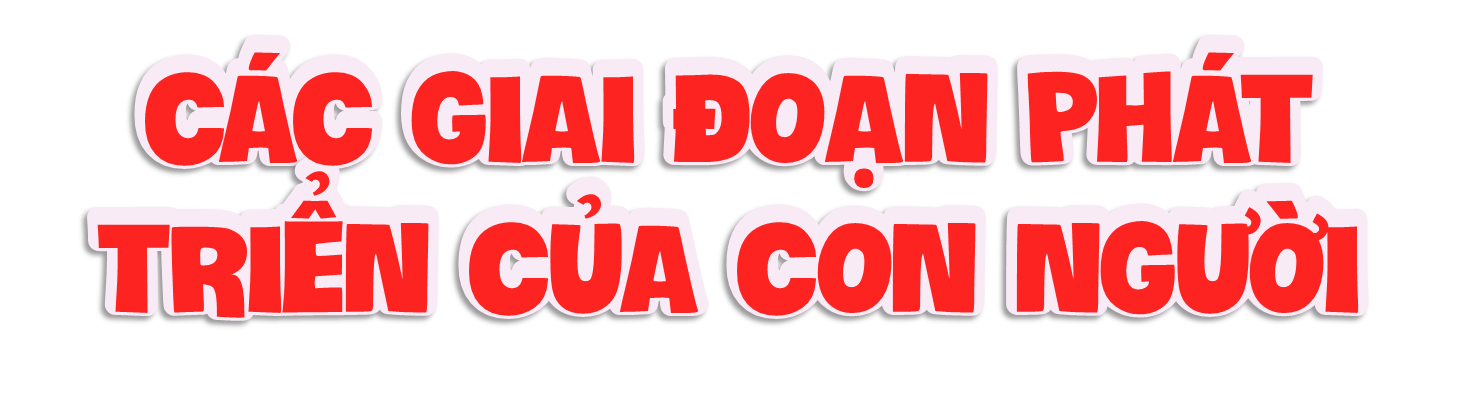 CÁC GIAI ĐOẠN PHÁT
TRIỂN CỦA CON NGƯỜI